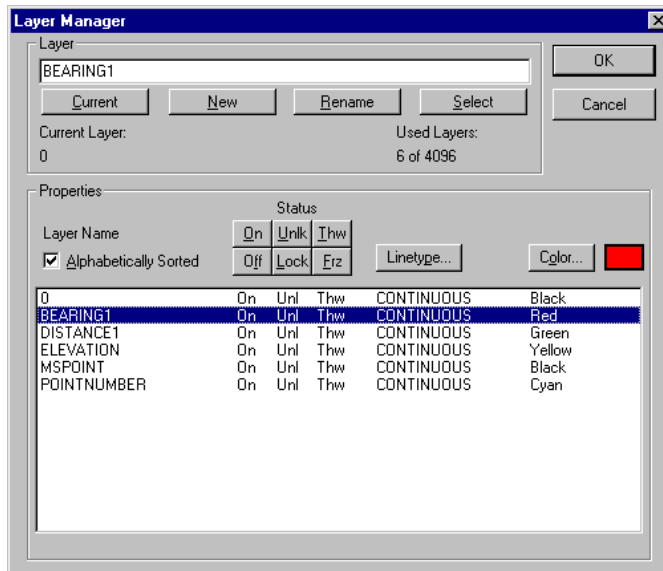 Layer Manager
Layer
BEARING1
OK
Current New Rename Select
Cancel
Current Layer: Used Layers:
0 6 of 4096
Properties
Status
Layer Name On Unlk Thw
Alphabetically Sorted Off Lock Frz Linetype... Color...
0 On Unl Thw CONTINUOUS Black
BEARING1 On Unl Thw CONTINUOUS Red
DISTANCE1 On Unl Thw CONTINUOUS Green
ELEVATION On Unl Thw CONTINUOUS Yellow
MSPOINT On Unl Thw CONTINUOUS Black
POINTNUMBER On Unl Thw CONTINUOUS Cyan